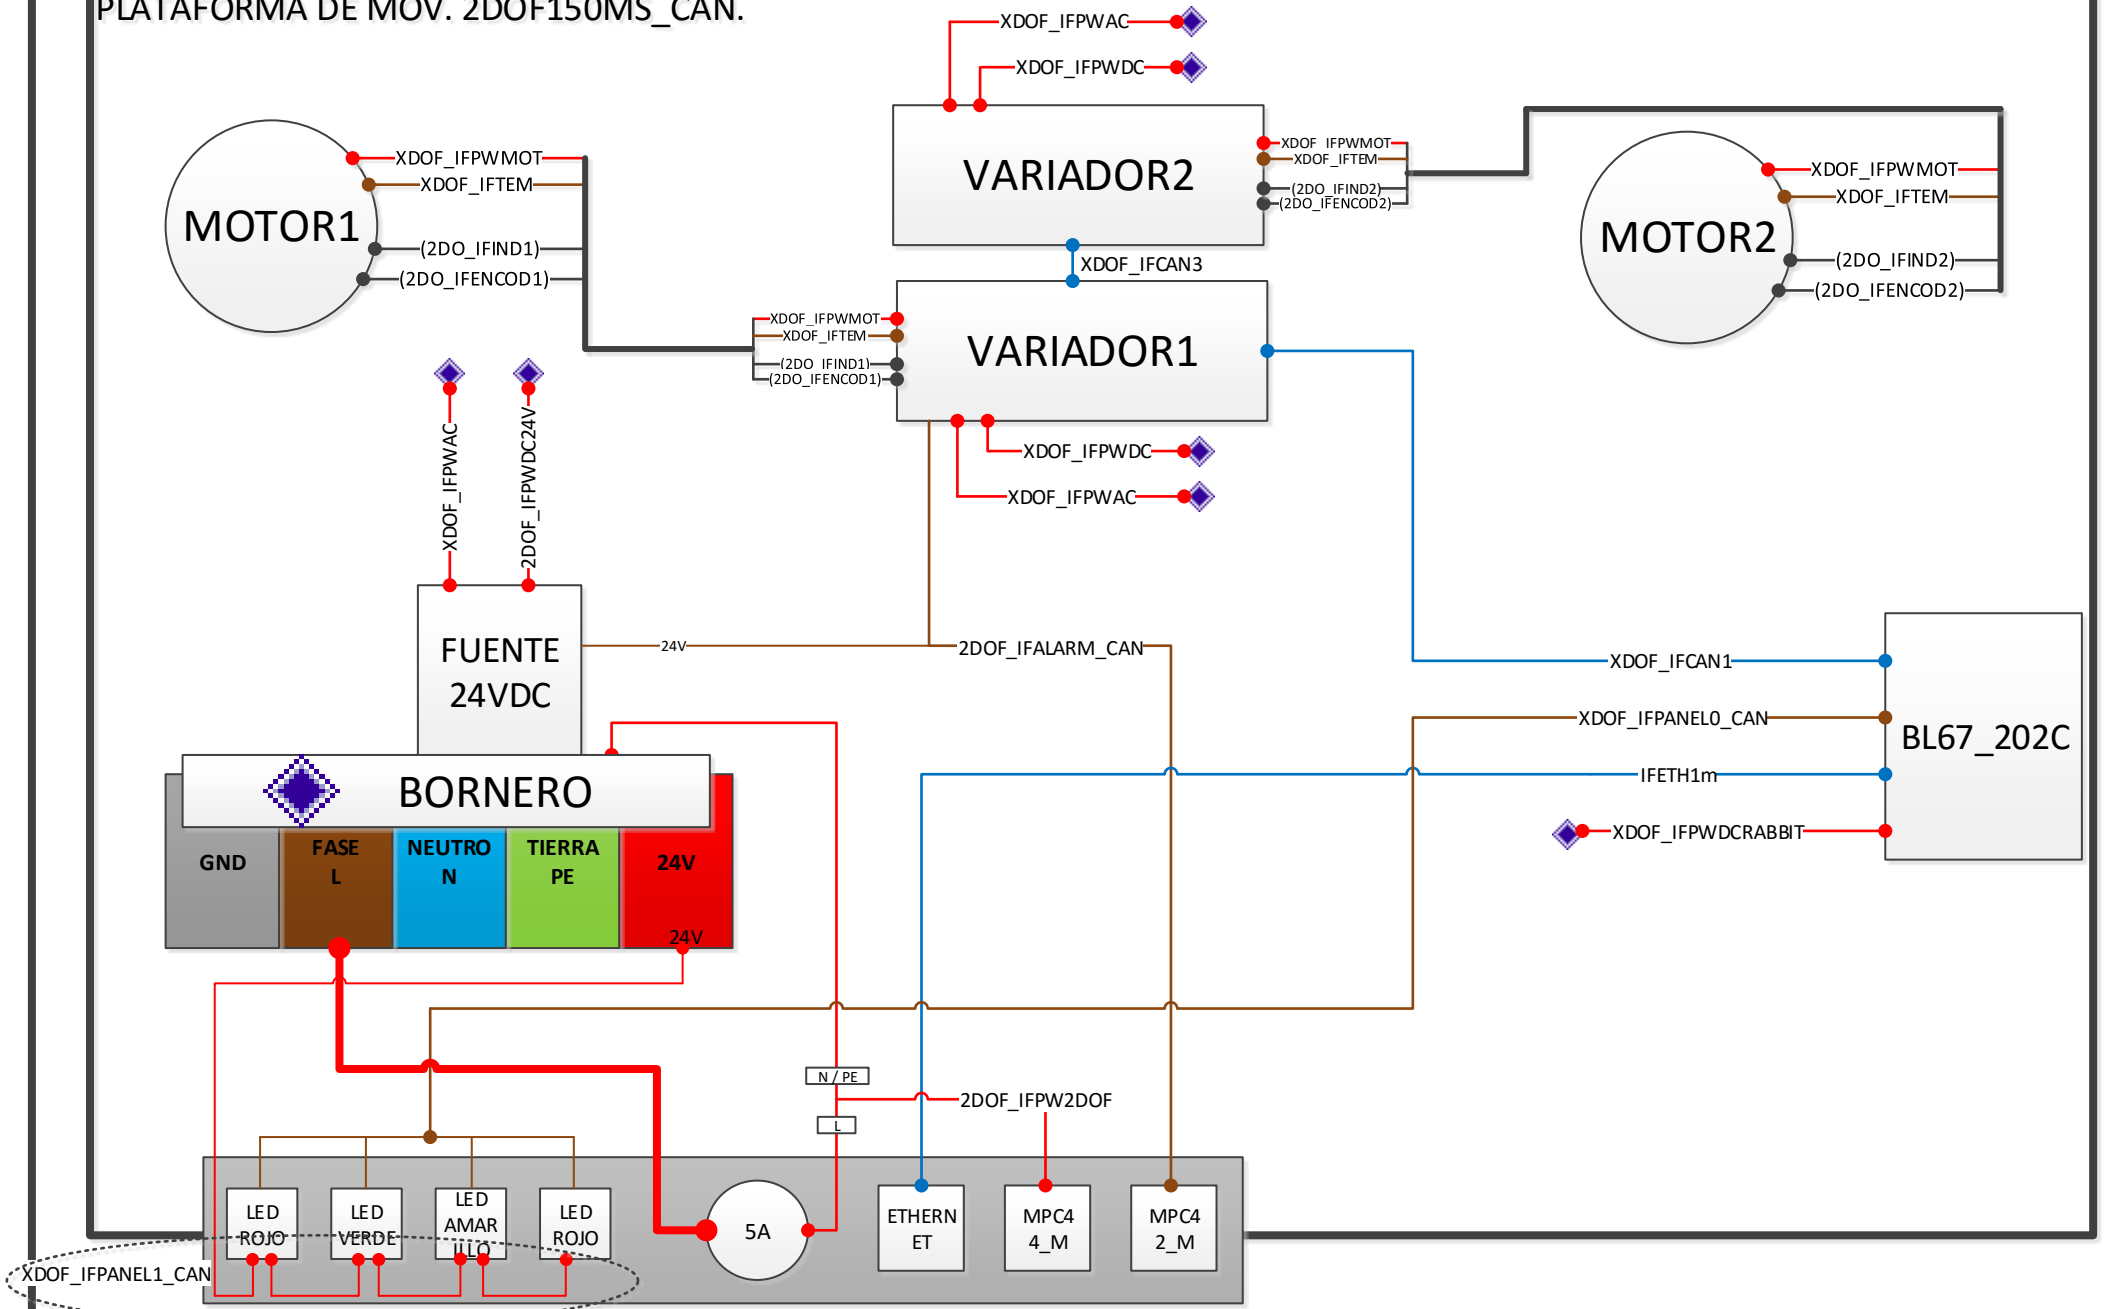 PLATAFORMA DE MOV. 2DOF150MS_CAN.
XDOF_IFPWAC
XDOF_IFPWDC
VARIADOR2
XDOF_IFPWMOT
XDOF_IFTEM
(2DO_IFIND2)
(2DO_IFENCOD2)
MOTOR1
XDOF_IFPWMOT
XDOF_IFTEM
(2DO_IFIND1)
(2DO_IFENCOD1)
MOTOR2
XDOF_IFPWMOT
XDOF_IFTEM
(2DO_IFIND2)
(2DO_IFENCOD2)
XDOF_IFCAN3
VARIADOR1
XDOF_IFPWMOT
XDOF_IFTEM
(2DO_IFIND1)
(2DO_IFENCOD1)
XDOF_IFPWDC
XDOF_IFPWAC
XDOF_IFPWAC
2DOF_IFPWDC24V
FUENTE
24VDC
24V
2DOF_IFALARM_CAN
XDOF_IFCAN1
XDOF_IFPANEL0_CAN
IFETH1m
XDOF_IFPWDCRABBIT
BL67_202C
BORNERO
GND
FASE
L
NEUTRO
N
TIERRA
PE
24V
24V
N / PE
L
2DOF_IFPW2DOF
LED
ROJO
LED
VERDE
LED
AMAR
ILLO
LED
ROJO
5A
ETHERN
ET
MPC4
4_M
MPC4
2_M
XDOF_IFPANEL1_CAN